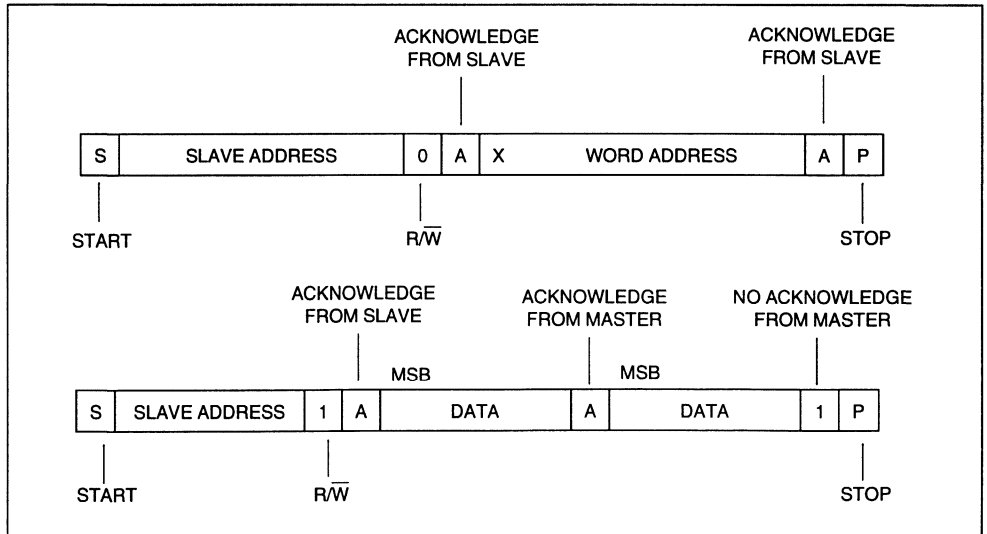 ACKNOWLEDGE
FROM SLAVE
ACKNOWLEDGE
FROM SLAVE
S SLAVE ADDRESS 0 A X WORD ADDRESS A P
START R/W̅ STOP
ACKNOWLEDGE
FROM SLAVE
ACKNOWLEDGE
FROM MASTER
NO ACKNOWLEDGE
FROM MASTER
MSB MSB
S SLAVE ADDRESS 1 A DATA A DATA 1 P
START R/W̅ STOP